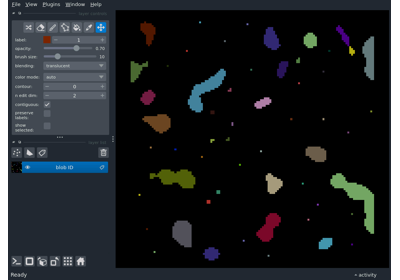 File View Plugins Window Help
label: 1
opacity: 0.70
brush size: 10
blending: translucent
color mode: auto
contour: 0
n edit dim: 2
contiguous:
preserve
labels:
show
selected:
blob ID
Ready
activity